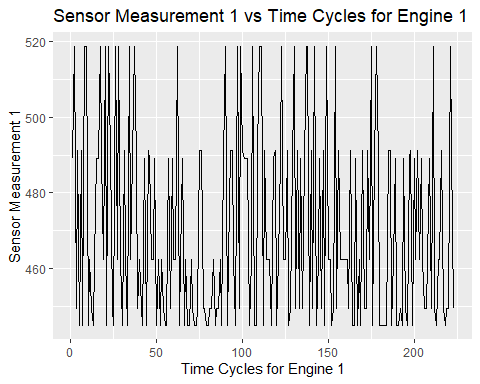 Sensor Measurement 1 vs Time Cycles for Engine 1
520
500
480
460
Sensor Measurement 1
0 50 100 150 200
Time Cycles for Engine 1